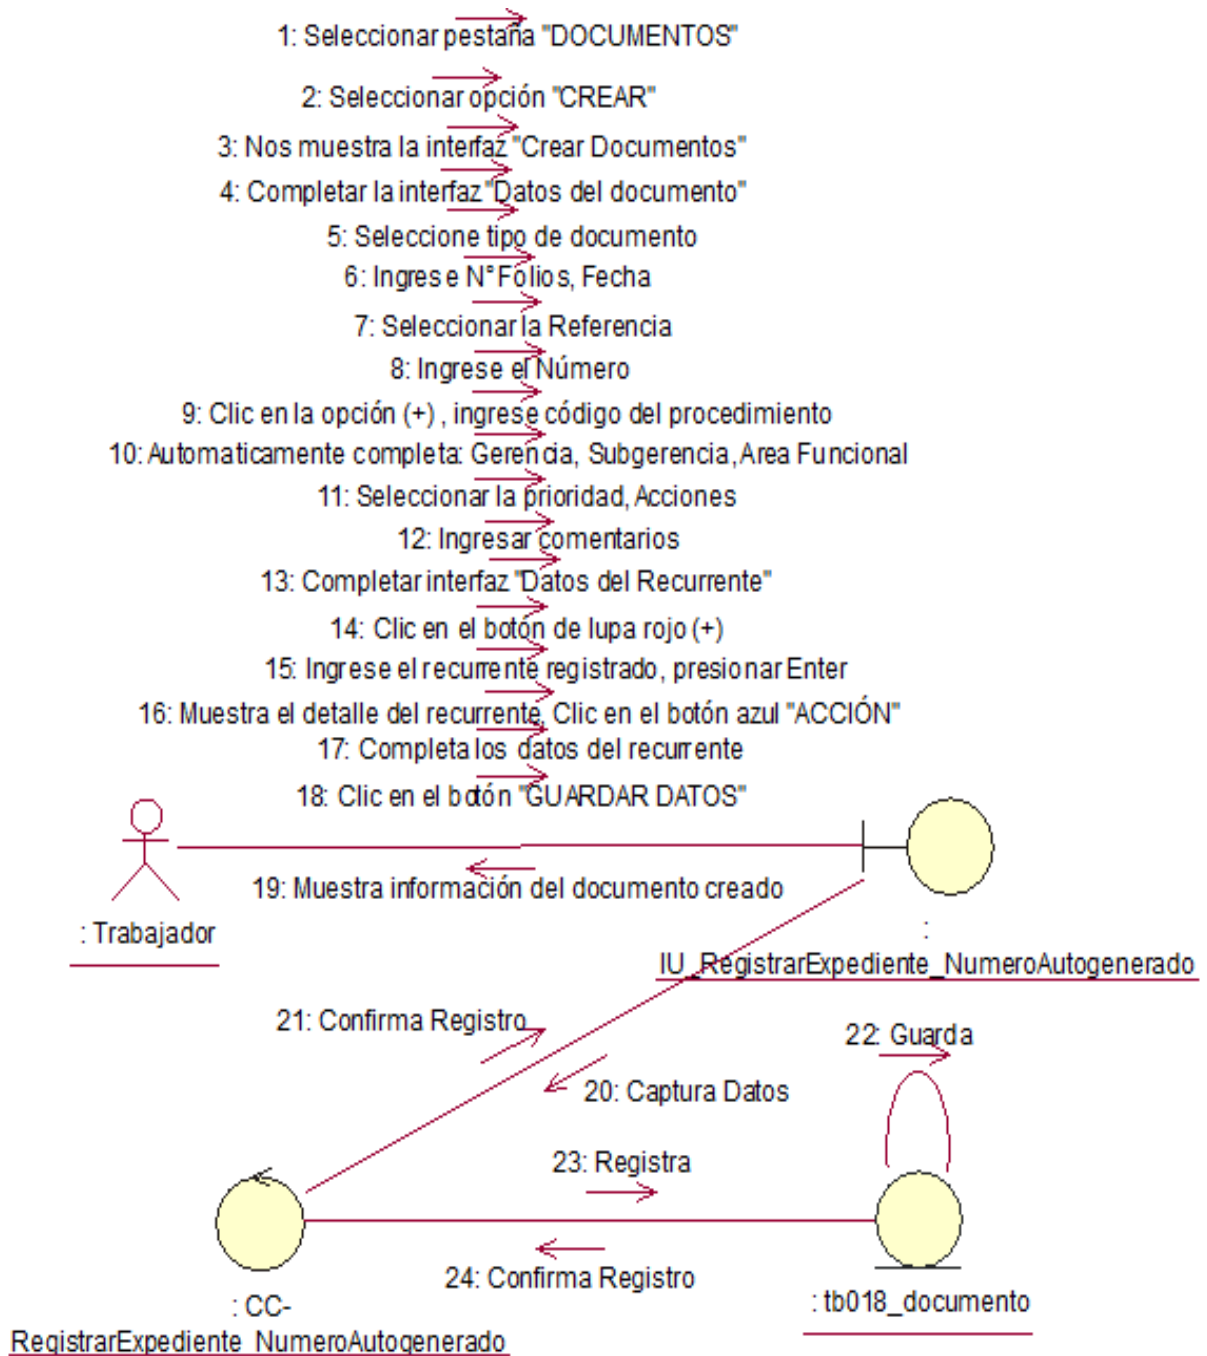 1: Seleccionar pestaña "DOCUMENTOS"
2: Seleccionar opción "CREAR"
3: Nos muestra la interfaz "Crear Documentos"
4: Completar la interfaz "Datos del documento"
5: Seleccione tipo de documento
6: Ingrese N° Folios, Fecha
7: Seleccionar la Referencia
8: Ingrese el Número
9: Clic en la opción (+) , ingrese código del procedimiento
10: Automaticamente completa: Gerencia, Subgerencia, Area Funcional
11: Seleccionar la prioridad, Acciones
12: Ingresar comentarios
13: Completar interfaz "Datos del Recurrente"
14: Clic en el botón de lupa rojo (+)
15: Ingrese el recurrente registrado, presionar Enter
16: Muestra el detalle del recurrente, Clic en el botón azul "ACCIÓN"
17: Completa los datos del recurrente
18: Clic en el botón "GUARDAR DATOS"
19: Muestra información del documento creado
: Trabajador
:
IU_RegistrarExpediente_NumeroAutogenerado
21: Confirma Registro
22: Guarda
20: Captura Datos
23: Registra
24: Confirma Registro
: CC-
RegistrarExpediente_NumeroAutogenerado
: tb018_documento